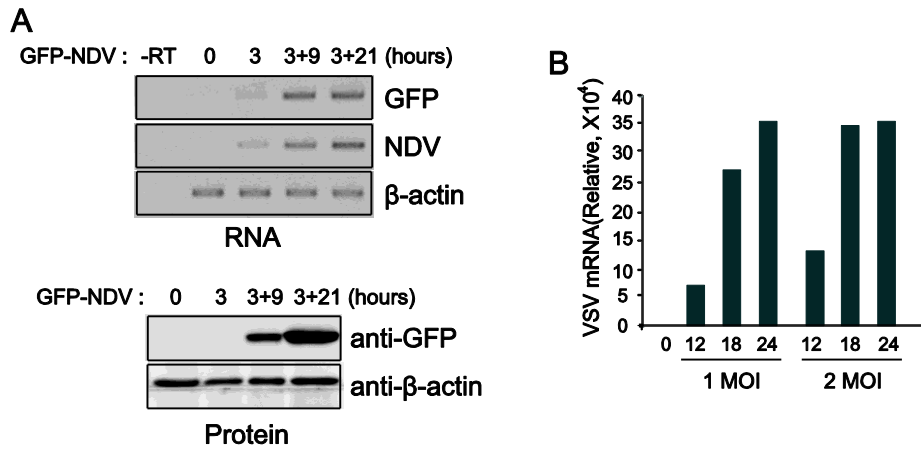 A
GFP-NDV : -RT 0 3 3+9 3+21 (hours)
GFP
NDV
β-actin
RNA
GFP-NDV : 0 3 3+9 3+21 (hours)
anti-GFP
anti-β-actin
Protein
B
VSV mRNA(Relative, X10⁴)
40
35
30
25
20
15
10
5
0
0 12 18 24 12 18 24
1 MOI 2 MOI